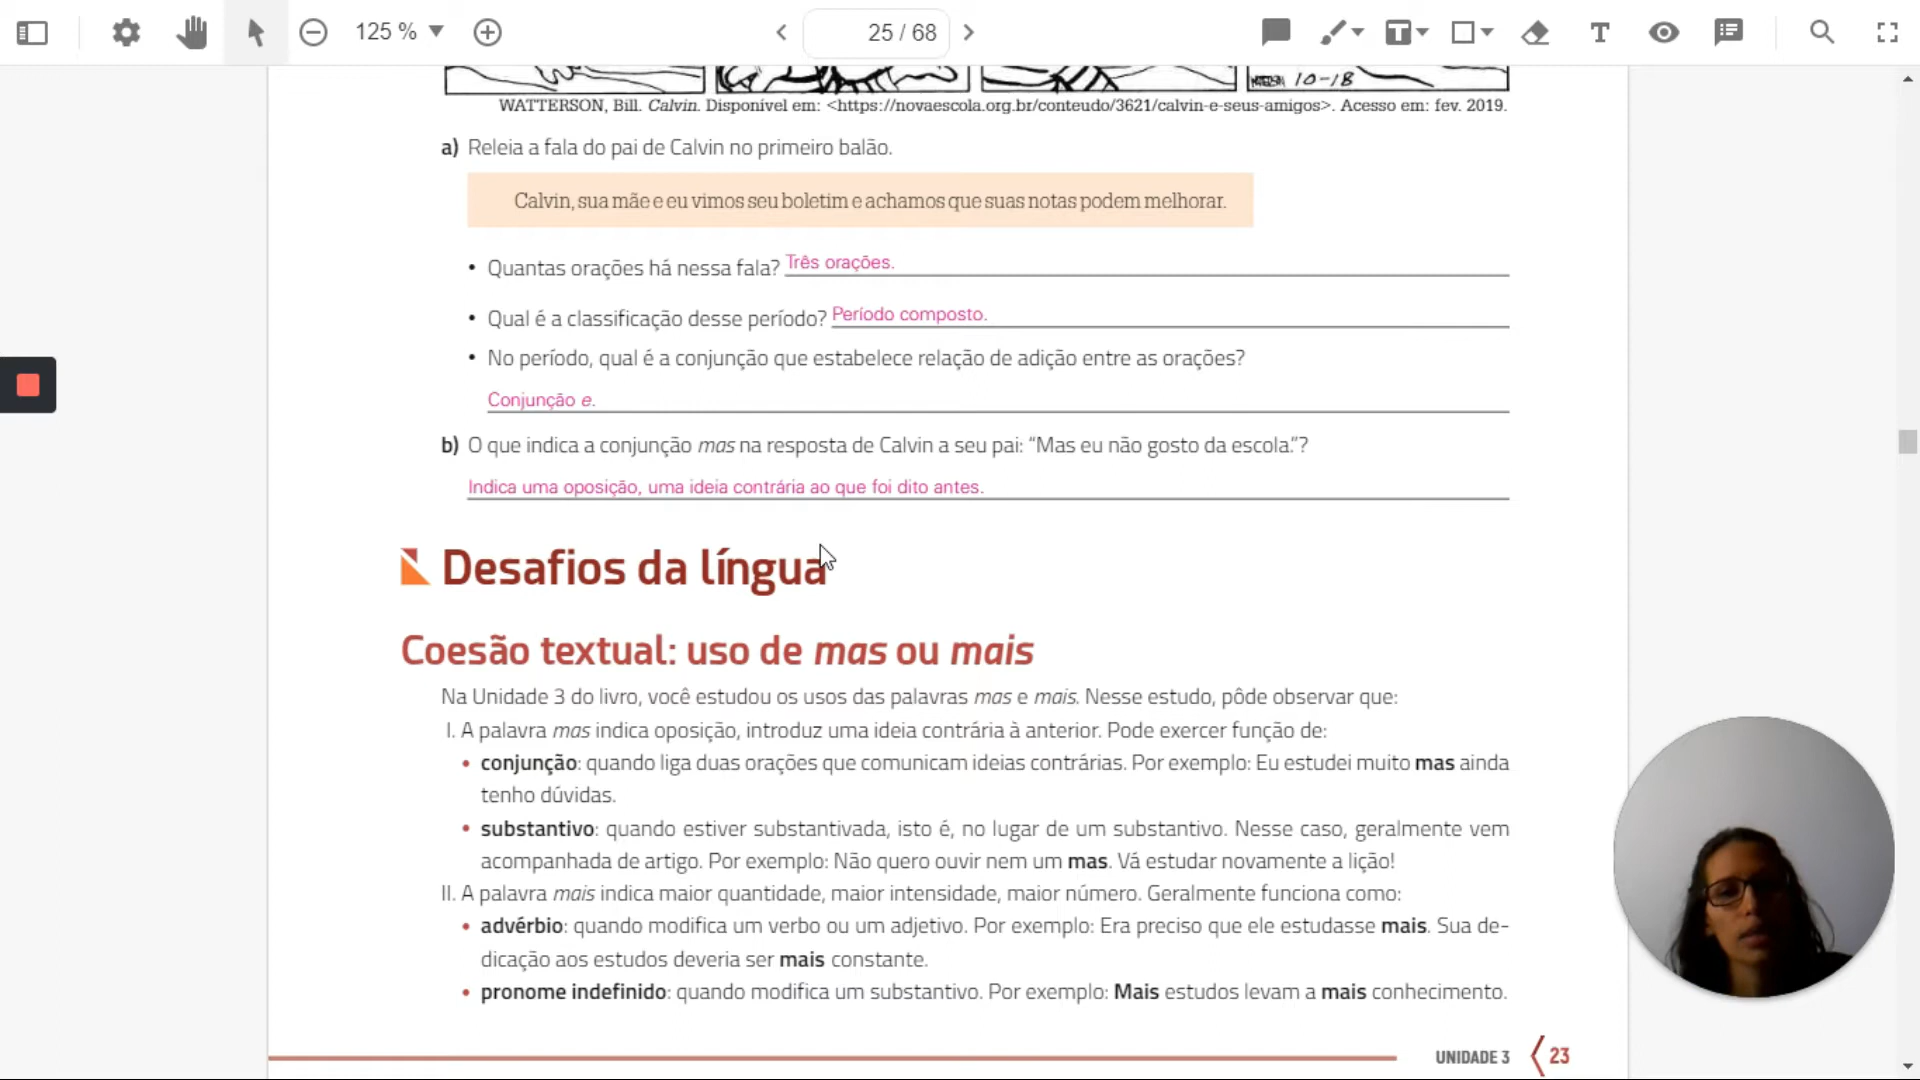 125 %
25 / 68
10-18
WATTERSON, Bill. Calvin. Disponível em: <https://novaescola.org.br/conteudo/3621/calvin-e-seus-amigos>. Acesso em: fev. 2019.
a) Releia a fala do pai de Calvin no primeiro balão.
Calvin, sua mãe e eu vimos seu boletim e achamos que suas notas podem melhorar.
• Quantas orações há nessa fala? Três orações.
• Qual é a classificação desse período? Período composto.
• No período, qual é a conjunção que estabelece relação de adição entre as orações?
Conjunção e.
b) O que indica a conjunção mas na resposta de Calvin a seu pai: “Mas eu não gosto da escola.”?
Indica uma oposição, uma ideia contrária ao que foi dito antes.
Desafios da língua
Coesão textual: uso de mas ou mais
Na Unidade 3 do livro, você estudou os usos das palavras mas e mais. Nesse estudo, pôde observar que:
I. A palavra mas indica oposição, introduz uma ideia contrária à anterior. Pode exercer função de:
• conjunção: quando liga duas orações que comunicam ideias contrárias. Por exemplo: Eu estudei muito mas ainda
tenho dúvidas.
• substantivo: quando estiver substantivada, isto é, no lugar de um substantivo. Nesse caso, geralmente vem
acompanhada de artigo. Por exemplo: Não quero ouvir nem um mas. Vá estudar novamente a lição!
II. A palavra mais indica maior quantidade, maior intensidade, maior número. Geralmente funciona como:
• advérbio: quando modifica um verbo ou um adjetivo. Por exemplo: Era preciso que ele estudasse mais. Sua de-
dicação aos estudos deveria ser mais constante.
• pronome indefinido: quando modifica um substantivo. Por exemplo: Mais estudos levam a mais conhecimento.
UNIDADE 3 23